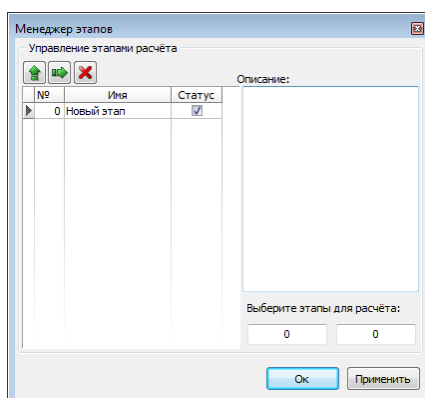 Менеджер этапов
Управление этапами расчёта
Описание:
№ Имя Статус
0 Новый этап
Выберите этапы для расчёта:
0 0
Ок Применить